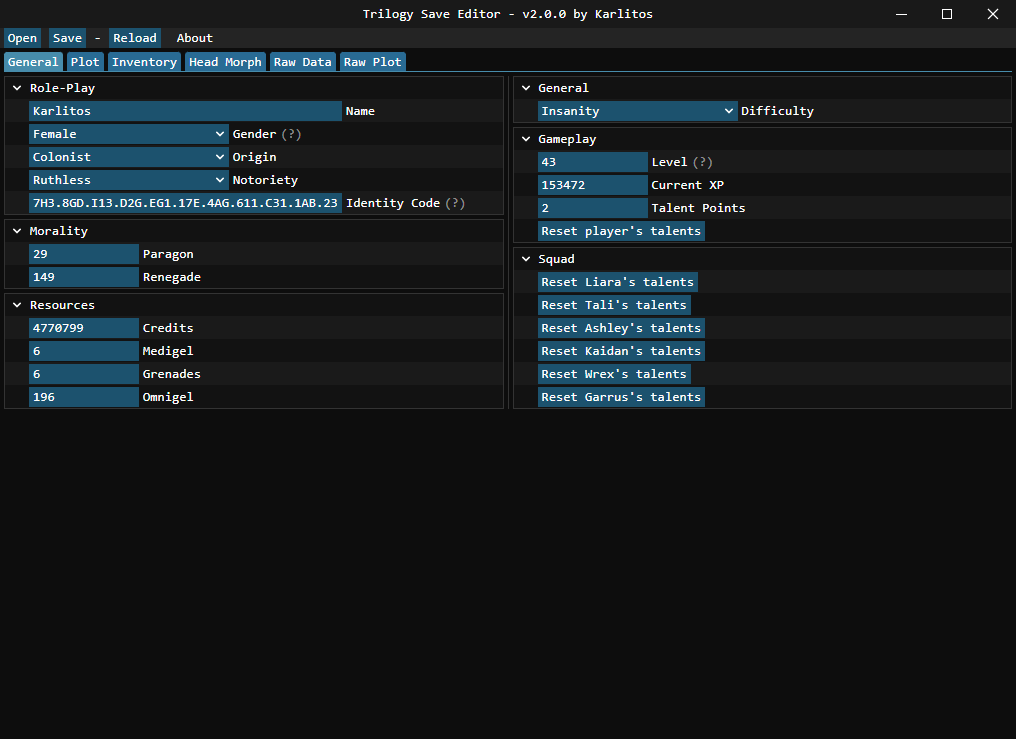 Trilogy Save Editor - v2.0.0 by Karlitos
Open Save - Reload About
General Plot Inventory Head Morph Raw Data Raw Plot
Role-Play
Karlitos Name
Female Gender (?)
Colonist Origin
Ruthless Notoriety
7H3.8GD.I13.D2G.EG1.17E.4AG.611.C31.1AB.23 Identity Code (?)
Morality
29 Paragon
149 Renegade
Resources
4770799 Credits
6 Medigel
6 Grenades
196 Omnigel
General
Insanity Difficulty
Gameplay
43 Level (?)
153472 Current XP
2 Talent Points
Reset player's talents
Squad
Reset Liara's talents
Reset Tali's talents
Reset Ashley's talents
Reset Kaidan's talents
Reset Wrex's talents
Reset Garrus's talents